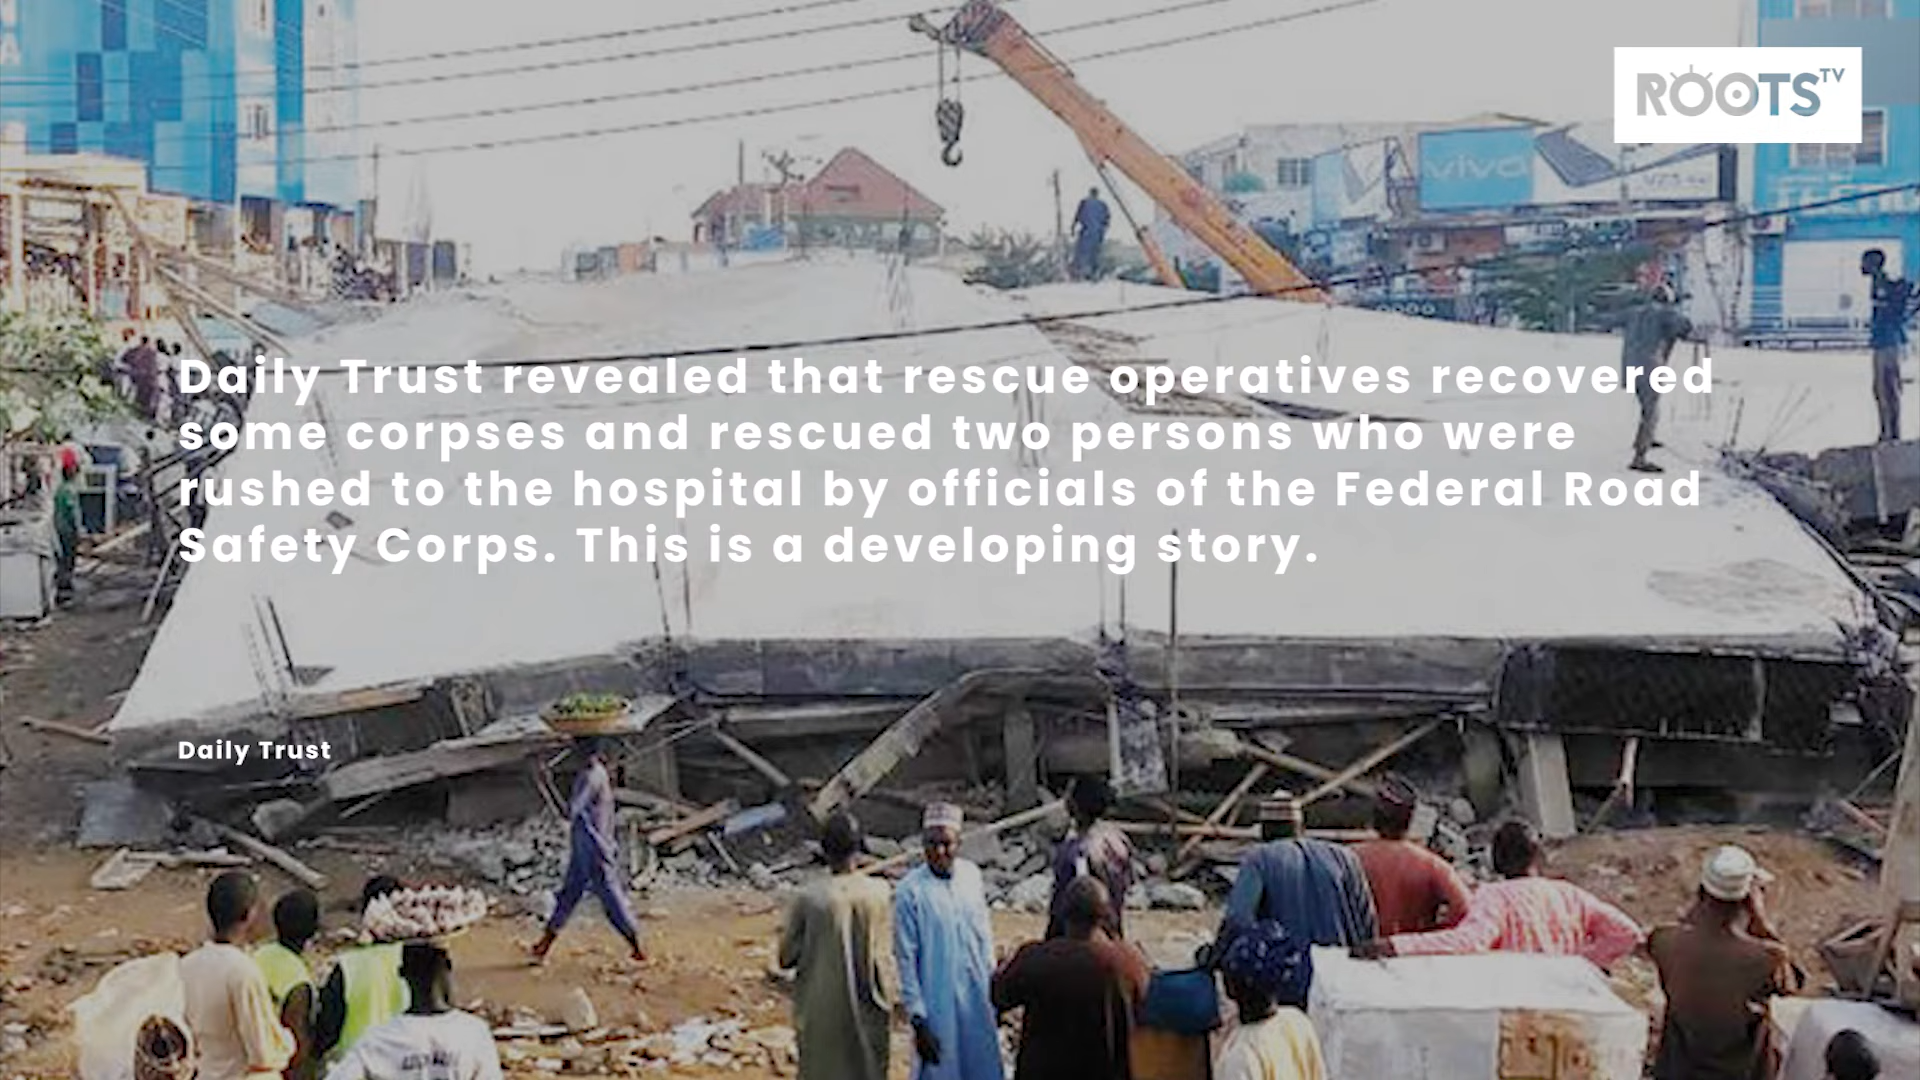 ROOTS TV
viva
Daily Trust revealed that rescue operatives recovered
some corpses and rescued two persons who were
rushed to the hospital by officials of the Federal Road
Safety Corps. This is a developing story.
Daily Trust